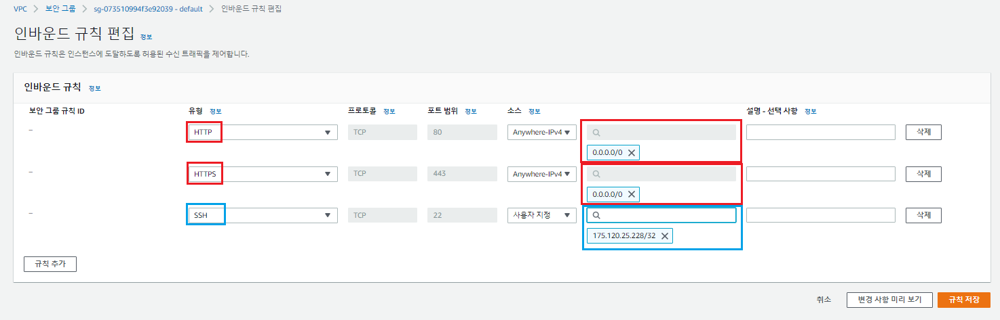 VPC > 보안 그룹 > sg-073510994f3e92039 - default > 인바운드 규칙 편집
인바운드 규칙 편집 정보
인바운드 규칙은 인스턴스에 도달하도록 허용된 수신 트래픽을 제어합니다.
인바운드 규칙 정보
보안 그룹 규칙 ID 유형 정보 프로토콜 정보 포트 범위 정보 소스 정보 설명 - 선택 사항 정보
– HTTP TCP 80 Anywhere-IPv4 삭제
0.0.0.0/0
– HTTPS TCP 443 Anywhere-IPv4 삭제
0.0.0.0/0
– SSH TCP 22 사용자 지정 삭제
175.120.25.228/32
규칙 추가
취소 변경 사항 미리 보기 규칙 저장